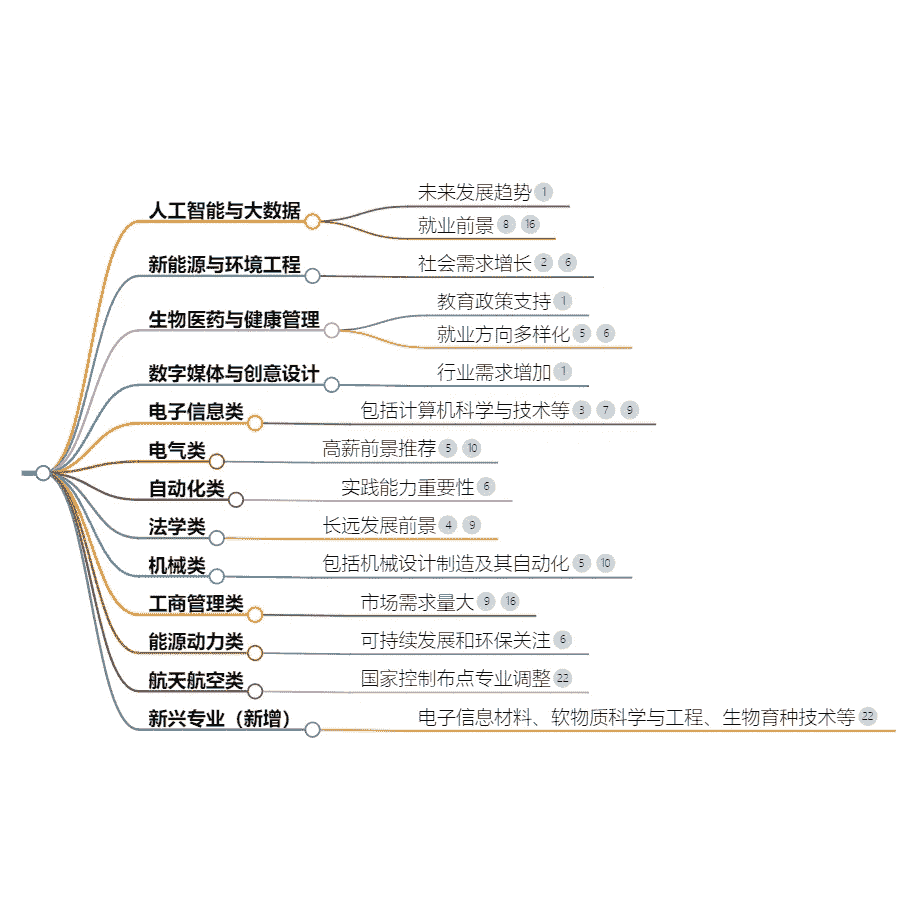 人工智能与大数据
未来发展趋势 1
就业前景 8 16
新能源与环境工程
社会需求增长 2 6
生物医药与健康管理
教育政策支持 1
就业方向多样化 5 6
数字媒体与创意设计
行业需求增加 1
电子信息类
包括计算机科学与技术等 3 7 9
电气类
高薪前景推荐 5 10
自动化类
实践能力重要性 6
法学类
长远发展前景 4 9
机械类
包括机械设计制造及其自动化 5 10
工商管理类
市场需求量大 9 16
能源动力类
可持续发展和环保关注 6
航天航空类
国家控制布点专业调整 22
新兴专业（新增）
电子信息材料、软物质科学与工程、生物育种技术等 22